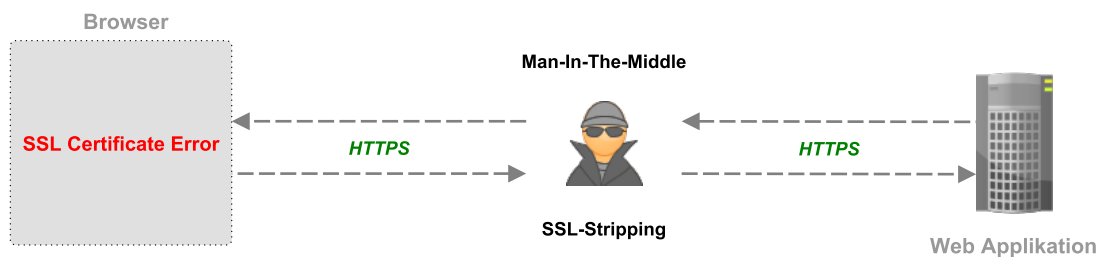 Browser
Man-In-The-Middle
SSL Certificate Error
HTTPS
HTTPS
SSL-Stripping
Web Applikation